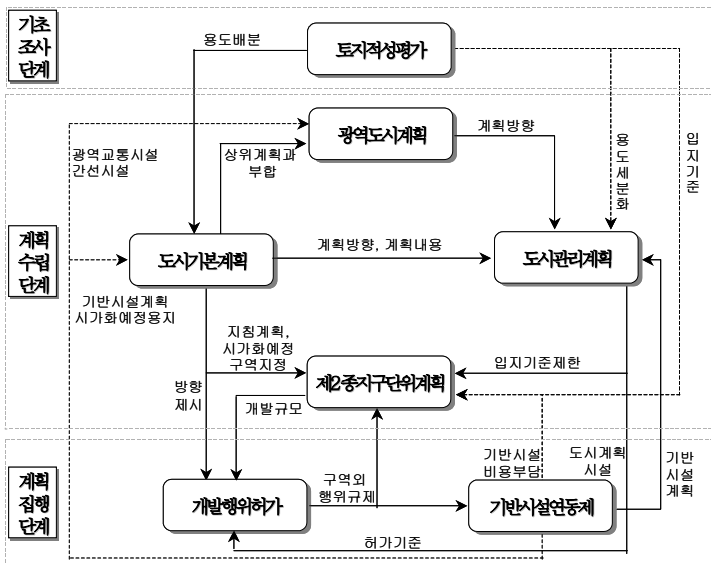 기초
조사
단계
용도배분
토지적성평가
광역도시계획
계획방향
광역교통시설
간선시설
상위계획과
부합
용
도
세
분
화
입
지
기
준
계획
수립
단계
도시기본계획
계획방향, 계획내용
도시관리계획
기반시설계획
시가화예정용지
지침계획,
시가화예정
구역지정
제2종지구단위계획
입지기준제한
방향
제시
개발규모
계획
집행
단계
구역외
행위규제
기반시설
비용부담
도시계획
시설
기반
시설
계획
개발행위허가
기반시설연동제
허가기준